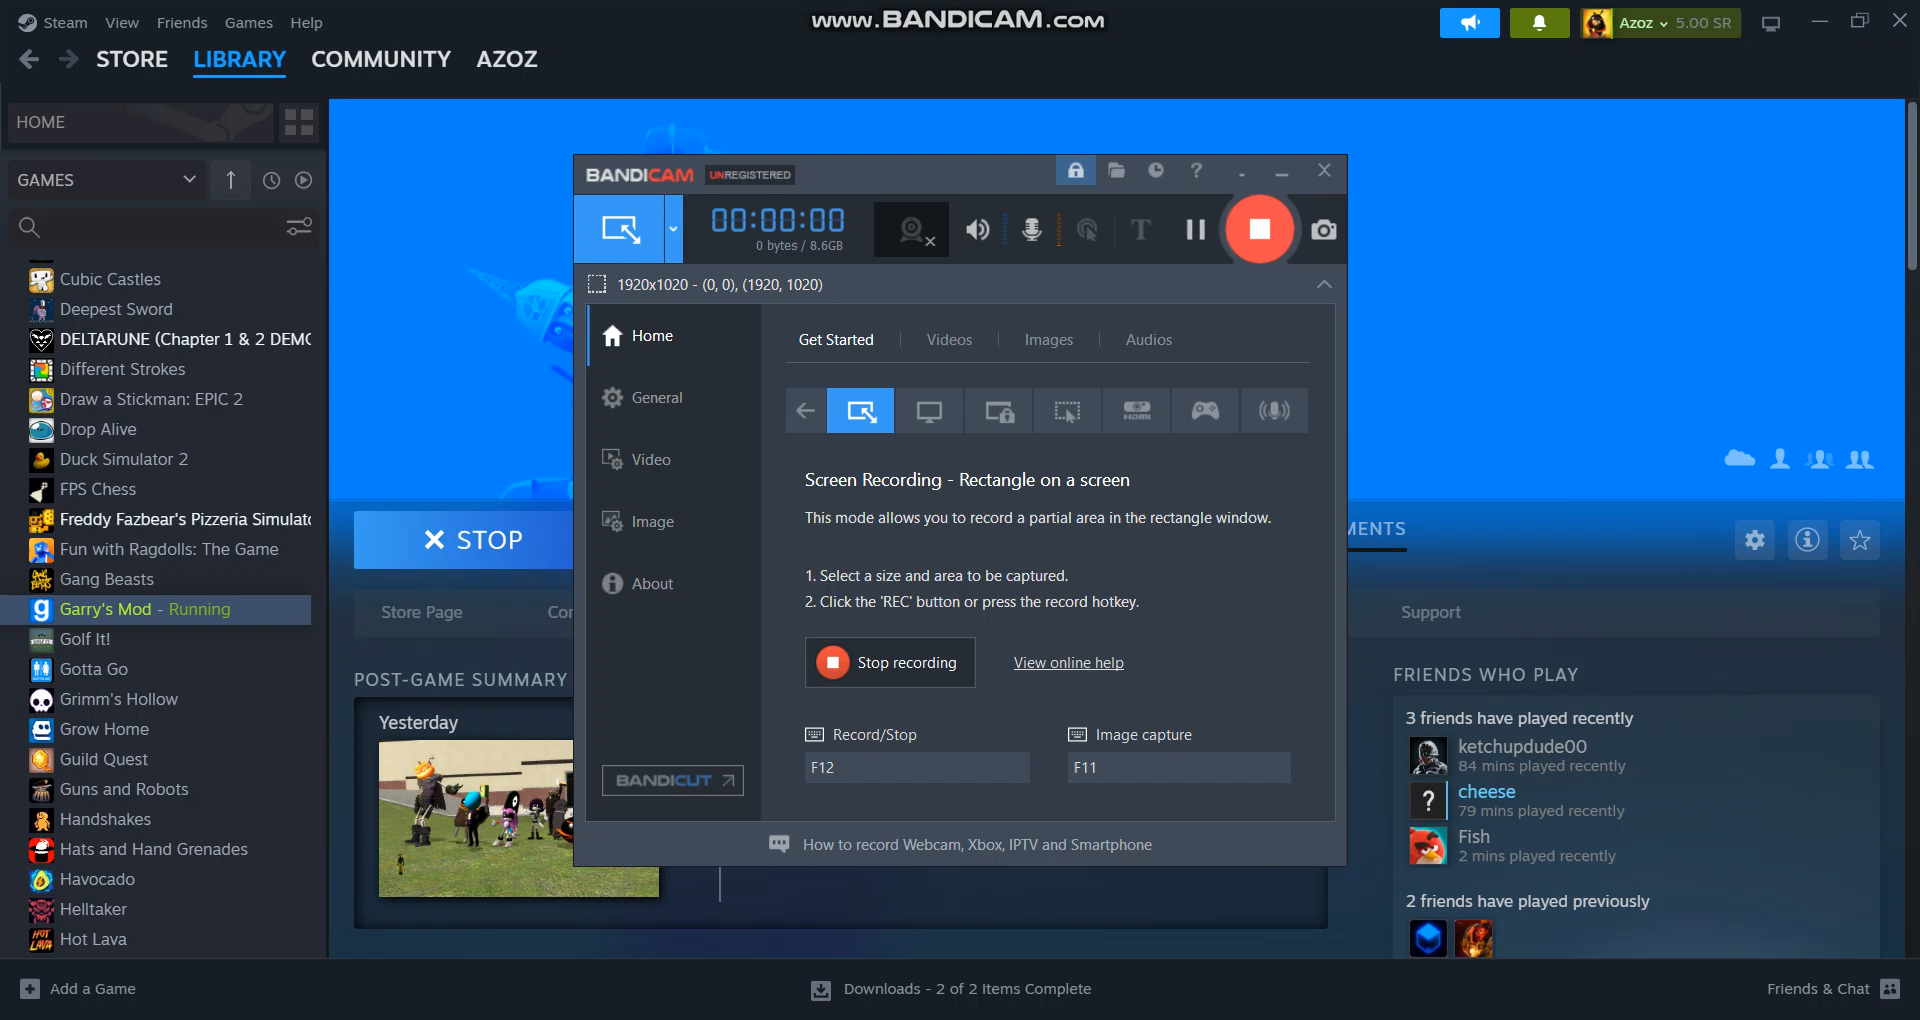 Steam View Friends Games Help
www.BANDICAM.com
Azoz 5.00 SR
STORE LIBRARY COMMUNITY AZOZ
HOME
GAMES
Cubic Castles
Deepest Sword
DELTARUNE (Chapter 1 & 2 DEMO
Different Strokes
Draw a Stickman: EPIC 2
Drop Alive
Duck Simulator 2
FPS Chess
Freddy Fazbear's Pizzeria Simulato
Fun with Ragdolls: The Game
Gang Beasts
Garry's Mod - Running
Golf It!
Gotta Go
Grimm's Hollow
Grow Home
Guild Quest
Guns and Robots
Handshakes
Hats and Hand Grenades
Havocado
Helltaker
Hot Lava
BANDICAM UNREGISTERED
00:00:00
0 bytes / 8.6GB
1920x1020 - (0, 0), (1920, 1020)
Home
General
Video
Image
About
BANDICUT
Get Started Videos Images Audios
HDMI
Screen Recording - Rectangle on a screen
This mode allows you to record a partial area in the rectangle window.
1. Select a size and area to be captured.
2. Click the 'REC' button or press the record hotkey.
Stop recording View online help
Record/Stop Image capture
F12 F11
How to record Webcam, Xbox, IPTV and Smartphone
STOP
MENTS
Store Page Cor Support
POST-GAME SUMMARY
Yesterday
FRIENDS WHO PLAY
3 friends have played recently
ketchupdude00
84 mins played recently
cheese
79 mins played recently
Fish
2 mins played recently
2 friends have played previously
Add a Game
Downloads - 2 of 2 Items Complete
Friends & Chat